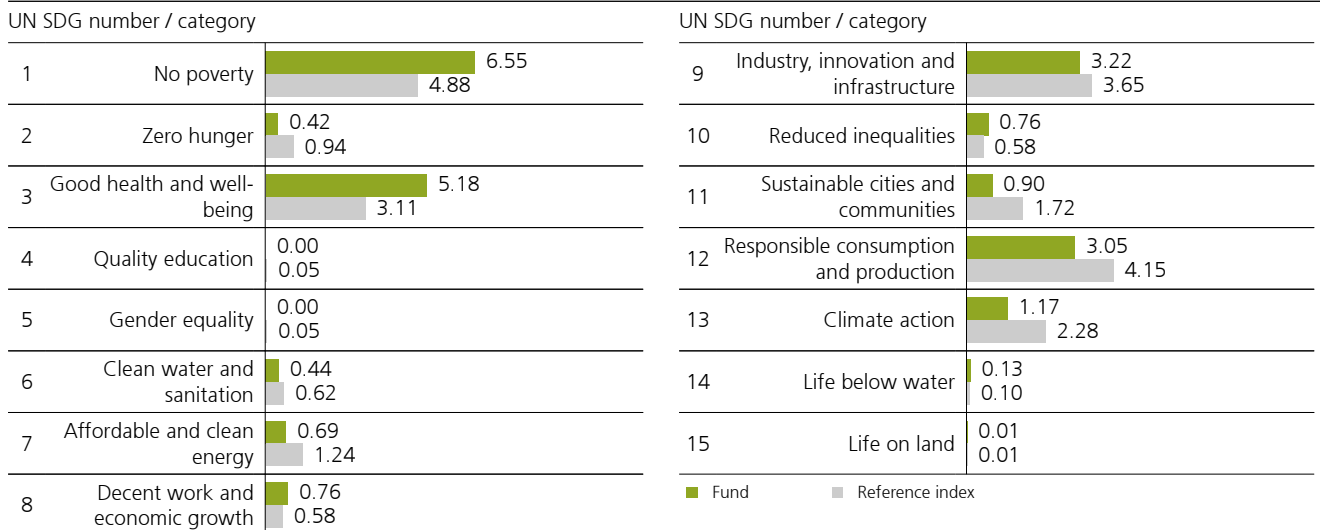 UN SDG number / category
1 No poverty 6.55
4.88
2 Zero hunger 0.42
0.94
3 Good health and well-
being 5.18
3.11
4 Quality education 0.00
0.05
5 Gender equality 0.00
0.05
6 Clean water and
sanitation 0.44
0.62
7 Affordable and clean
energy 0.69
1.24
8 Decent work and
economic growth 0.76
0.58
UN SDG number / category
9 Industry, innovation and
infrastructure 3.22
3.65
10 Reduced inequalities 0.76
0.58
11 Sustainable cities and
communities 0.90
1.72
12 Responsible consumption
and production 3.05
4.15
13 Climate action 1.17
2.28
14 Life below water 0.13
0.10
15 Life on land 0.01
0.01
Fund Reference index